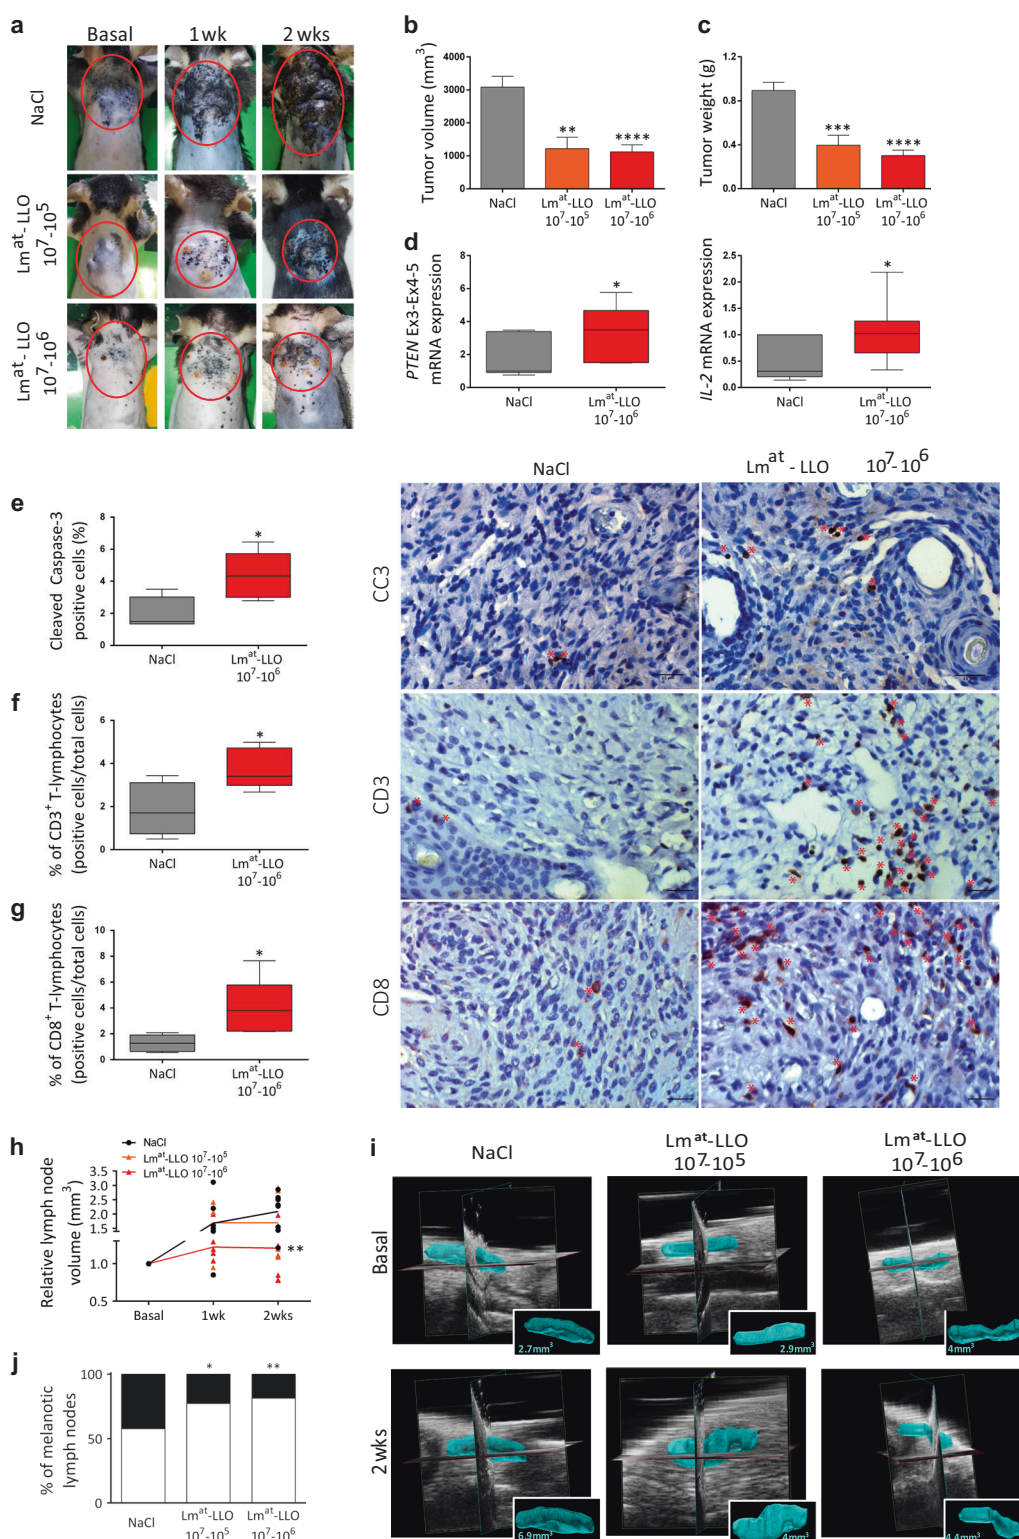 a
Basal
1wk
2 wks
NaCl
Lmat-LLO
10⁷-10⁵
Lmat-LLO
10⁷-10⁶
b
Tumor volume (mm³)
4000
3000
2000
1000
0
**
****
NaCl
Lmat-LLO
10⁷-10⁵
Lmat-LLO
10⁷-10⁶
c
Tumor weight (g)
1.2
0.8
0.4
0.0
***
****
NaCl
Lmat-LLO
10⁷-10⁵
Lmat-LLO
10⁷-10⁶
d
PTEN Ex3-Ex4-5
mRNA expression
8
6
4
2
0
*
NaCl
Lmat-LLO
10⁷-10⁶
IL-2 mRNA expression
2.5
2.0
1.5
1.0
0.5
0.0
*
NaCl
Lmat-LLO
10⁷-10⁶
NaCl
Lmat - LLO 10⁷-10⁶
e
Cleaved Caspase-3
positive cells (%)
8
6
4
2
0
*
NaCl
Lmat-LLO
10⁷-10⁶
CC3
f
% of CD3⁺ T-lymphocytes
(positive cells/total cells)
6
4
2
0
*
NaCl
Lmat-LLO
10⁷-10⁶
CD3
g
% of CD8⁺ T-lymphocytes
(positive cells/total cells)
10
8
6
4
2
0
*
NaCl
Lmat-LLO
10⁷-10⁶
CD8
h
NaCl
Lmat-LLO 10⁷-10⁵
Lmat-LLO 10⁷-10⁶
Relative lymph node
volume (mm³)
3.5
3.0
2.5
2.0
1.5
1.0
0.5
**
Basal
1wk
2wks
i
NaCl
Lmat-LLO
10⁷-10⁵
Lmat-LLO
10⁷-10⁶
Basal
2.7mm³
2.9mm³
4mm³
2wks
6.9mm³
4mm³
4.4mm³
j
% of melanotic
lymph nodes
100
50
0
*
**
NaCl
Lmat-LLO
10⁷-10⁵
Lmat-LLO
10⁷-10⁶